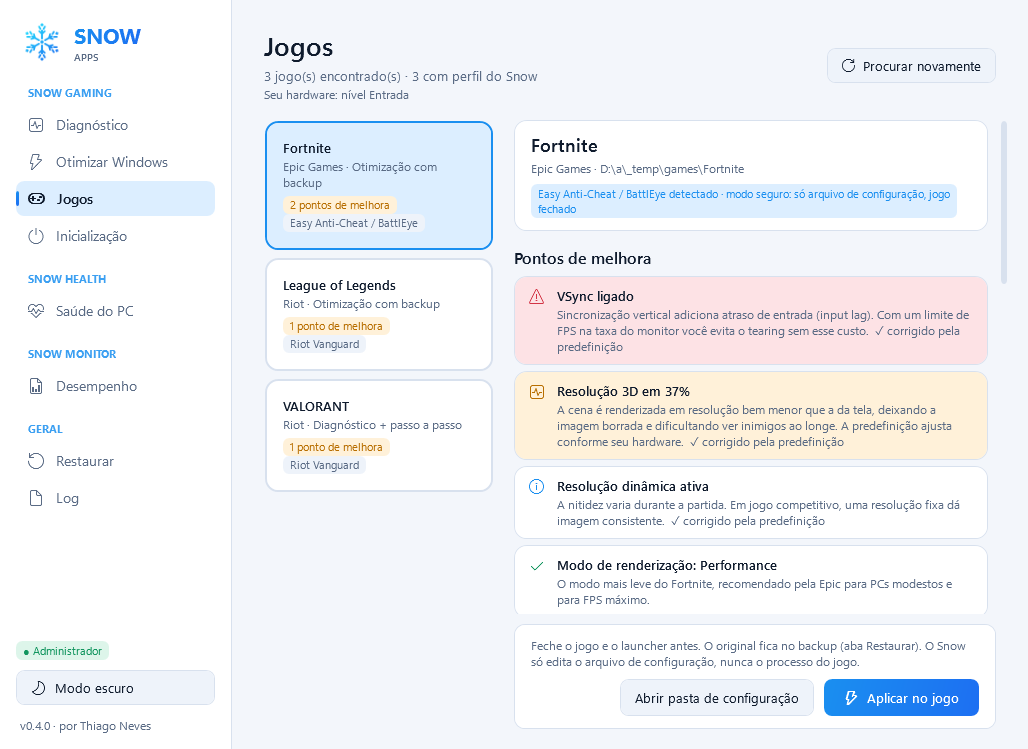 SNOW
APPS
SNOW GAMING
Diagnóstico
Otimizar Windows
Jogos
Inicialização
SNOW HEALTH
Saúde do PC
SNOW MONITOR
Desempenho
GERAL
Restaurar
Log
● Administrador
Modo escuro
v0.4.0 · por Thiago Neves
Jogos
3 jogo(s) encontrado(s) · 3 com perfil do Snow
Seu hardware: nível Entrada
Procurar novamente
Fortnite
Epic Games · Otimização com
backup
2 pontos de melhora
Easy Anti-Cheat / BattlEye
League of Legends
Riot · Otimização com backup
1 ponto de melhora
Riot Vanguard
VALORANT
Riot · Diagnóstico + passo a passo
1 ponto de melhora
Riot Vanguard
Fortnite
Epic Games · D:\a\_temp\games\Fortnite
Easy Anti-Cheat / BattlEye detectado · modo seguro: só arquivo de configuração, jogo
fechado
Pontos de melhora
VSync ligado
Sincronização vertical adiciona atraso de entrada (input lag). Com um limite de
FPS na taxa do monitor você evita o tearing sem esse custo. ✓ corrigido pela
predefinição
Resolução 3D em 37%
A cena é renderizada em resolução bem menor que a da tela, deixando a
imagem borrada e dificultando ver inimigos ao longe. A predefinição ajusta
conforme seu hardware. ✓ corrigido pela predefinição
Resolução dinâmica ativa
A nitidez varia durante a partida. Em jogo competitivo, uma resolução fixa dá
imagem consistente. ✓ corrigido pela predefinição
Modo de renderização: Performance
O modo mais leve do Fortnite, recomendado pela Epic para PCs modestos e
para FPS máximo.
Feche o jogo e o launcher antes. O original fica no backup (aba Restaurar). O Snow
só edita o arquivo de configuração, nunca o processo do jogo.
Abrir pasta de configuração
Aplicar no jogo